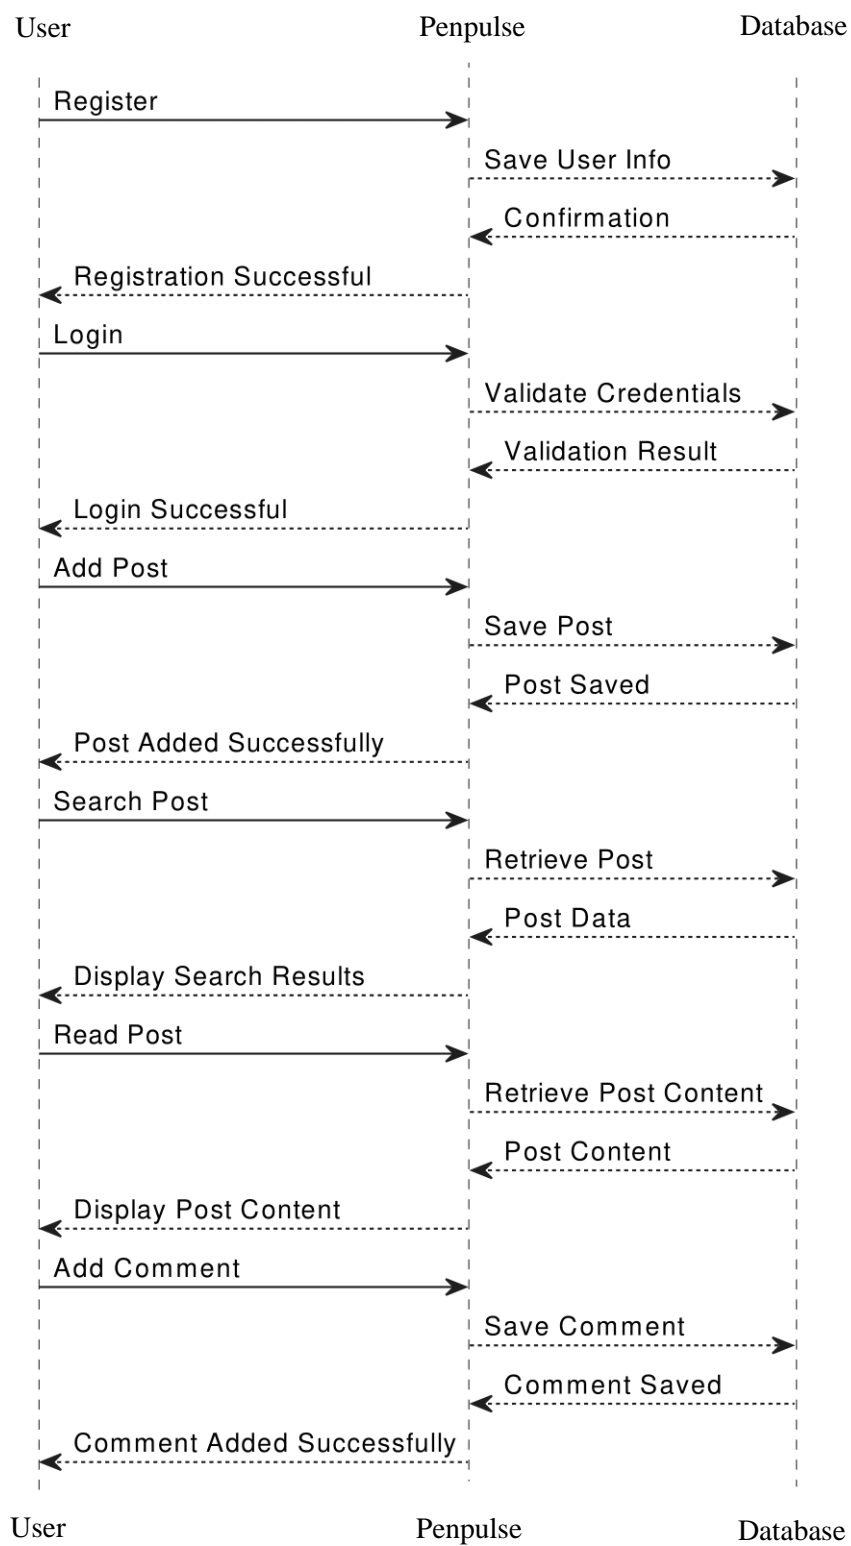 User Penpulse Database
Register
Save User Info
Confirmation
Registration Successful
Login
Validate Credentials
Validation Result
Login Successful
Add Post
Save Post
Post Saved
Post Added Successfully
Search Post
Retrieve Post
Post Data
Display Search Results
Read Post
Retrieve Post Content
Post Content
Display Post Content
Add Comment
Save Comment
Comment Saved
Comment Added Successfully
User Penpulse Database